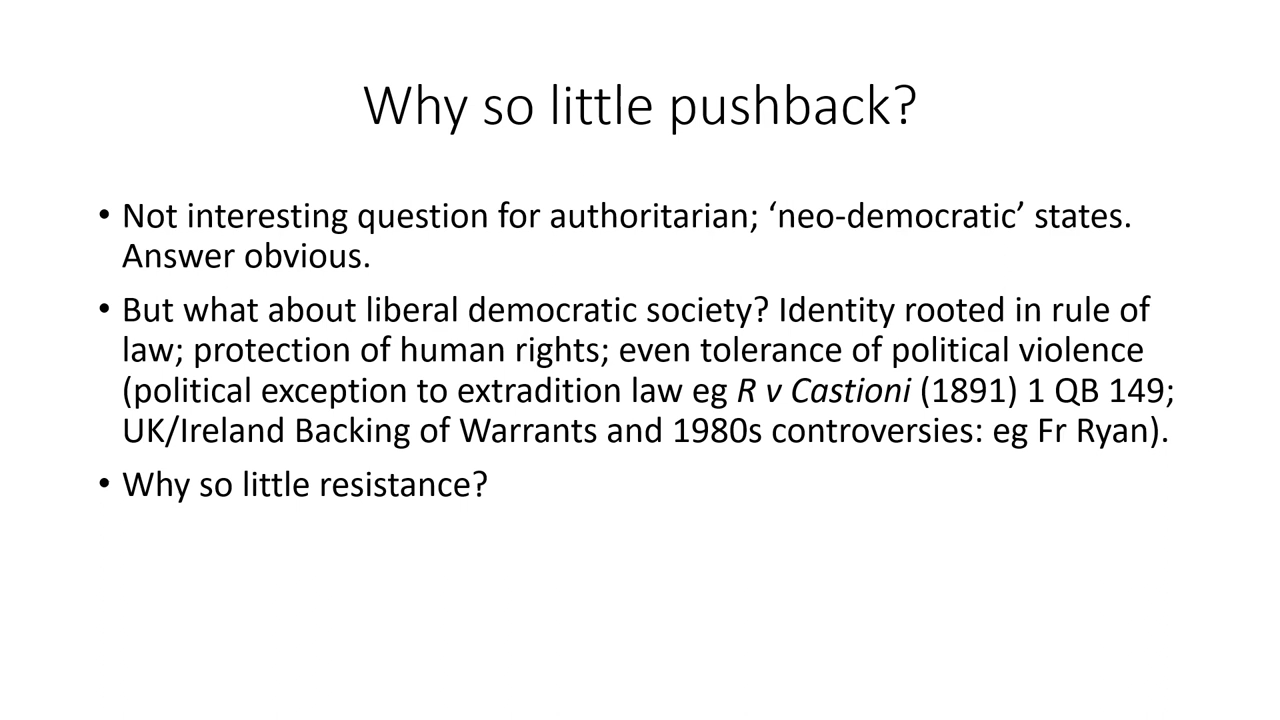 Why so little pushback?
• Not interesting question for authoritarian; ‘neo-democratic’ states.
Answer obvious.
• But what about liberal democratic society? Identity rooted in rule of
law; protection of human rights; even tolerance of political violence
(political exception to extradition law eg R v Castioni (1891) 1 QB 149;
UK/Ireland Backing of Warrants and 1980s controversies: eg Fr Ryan).
• Why so little resistance?